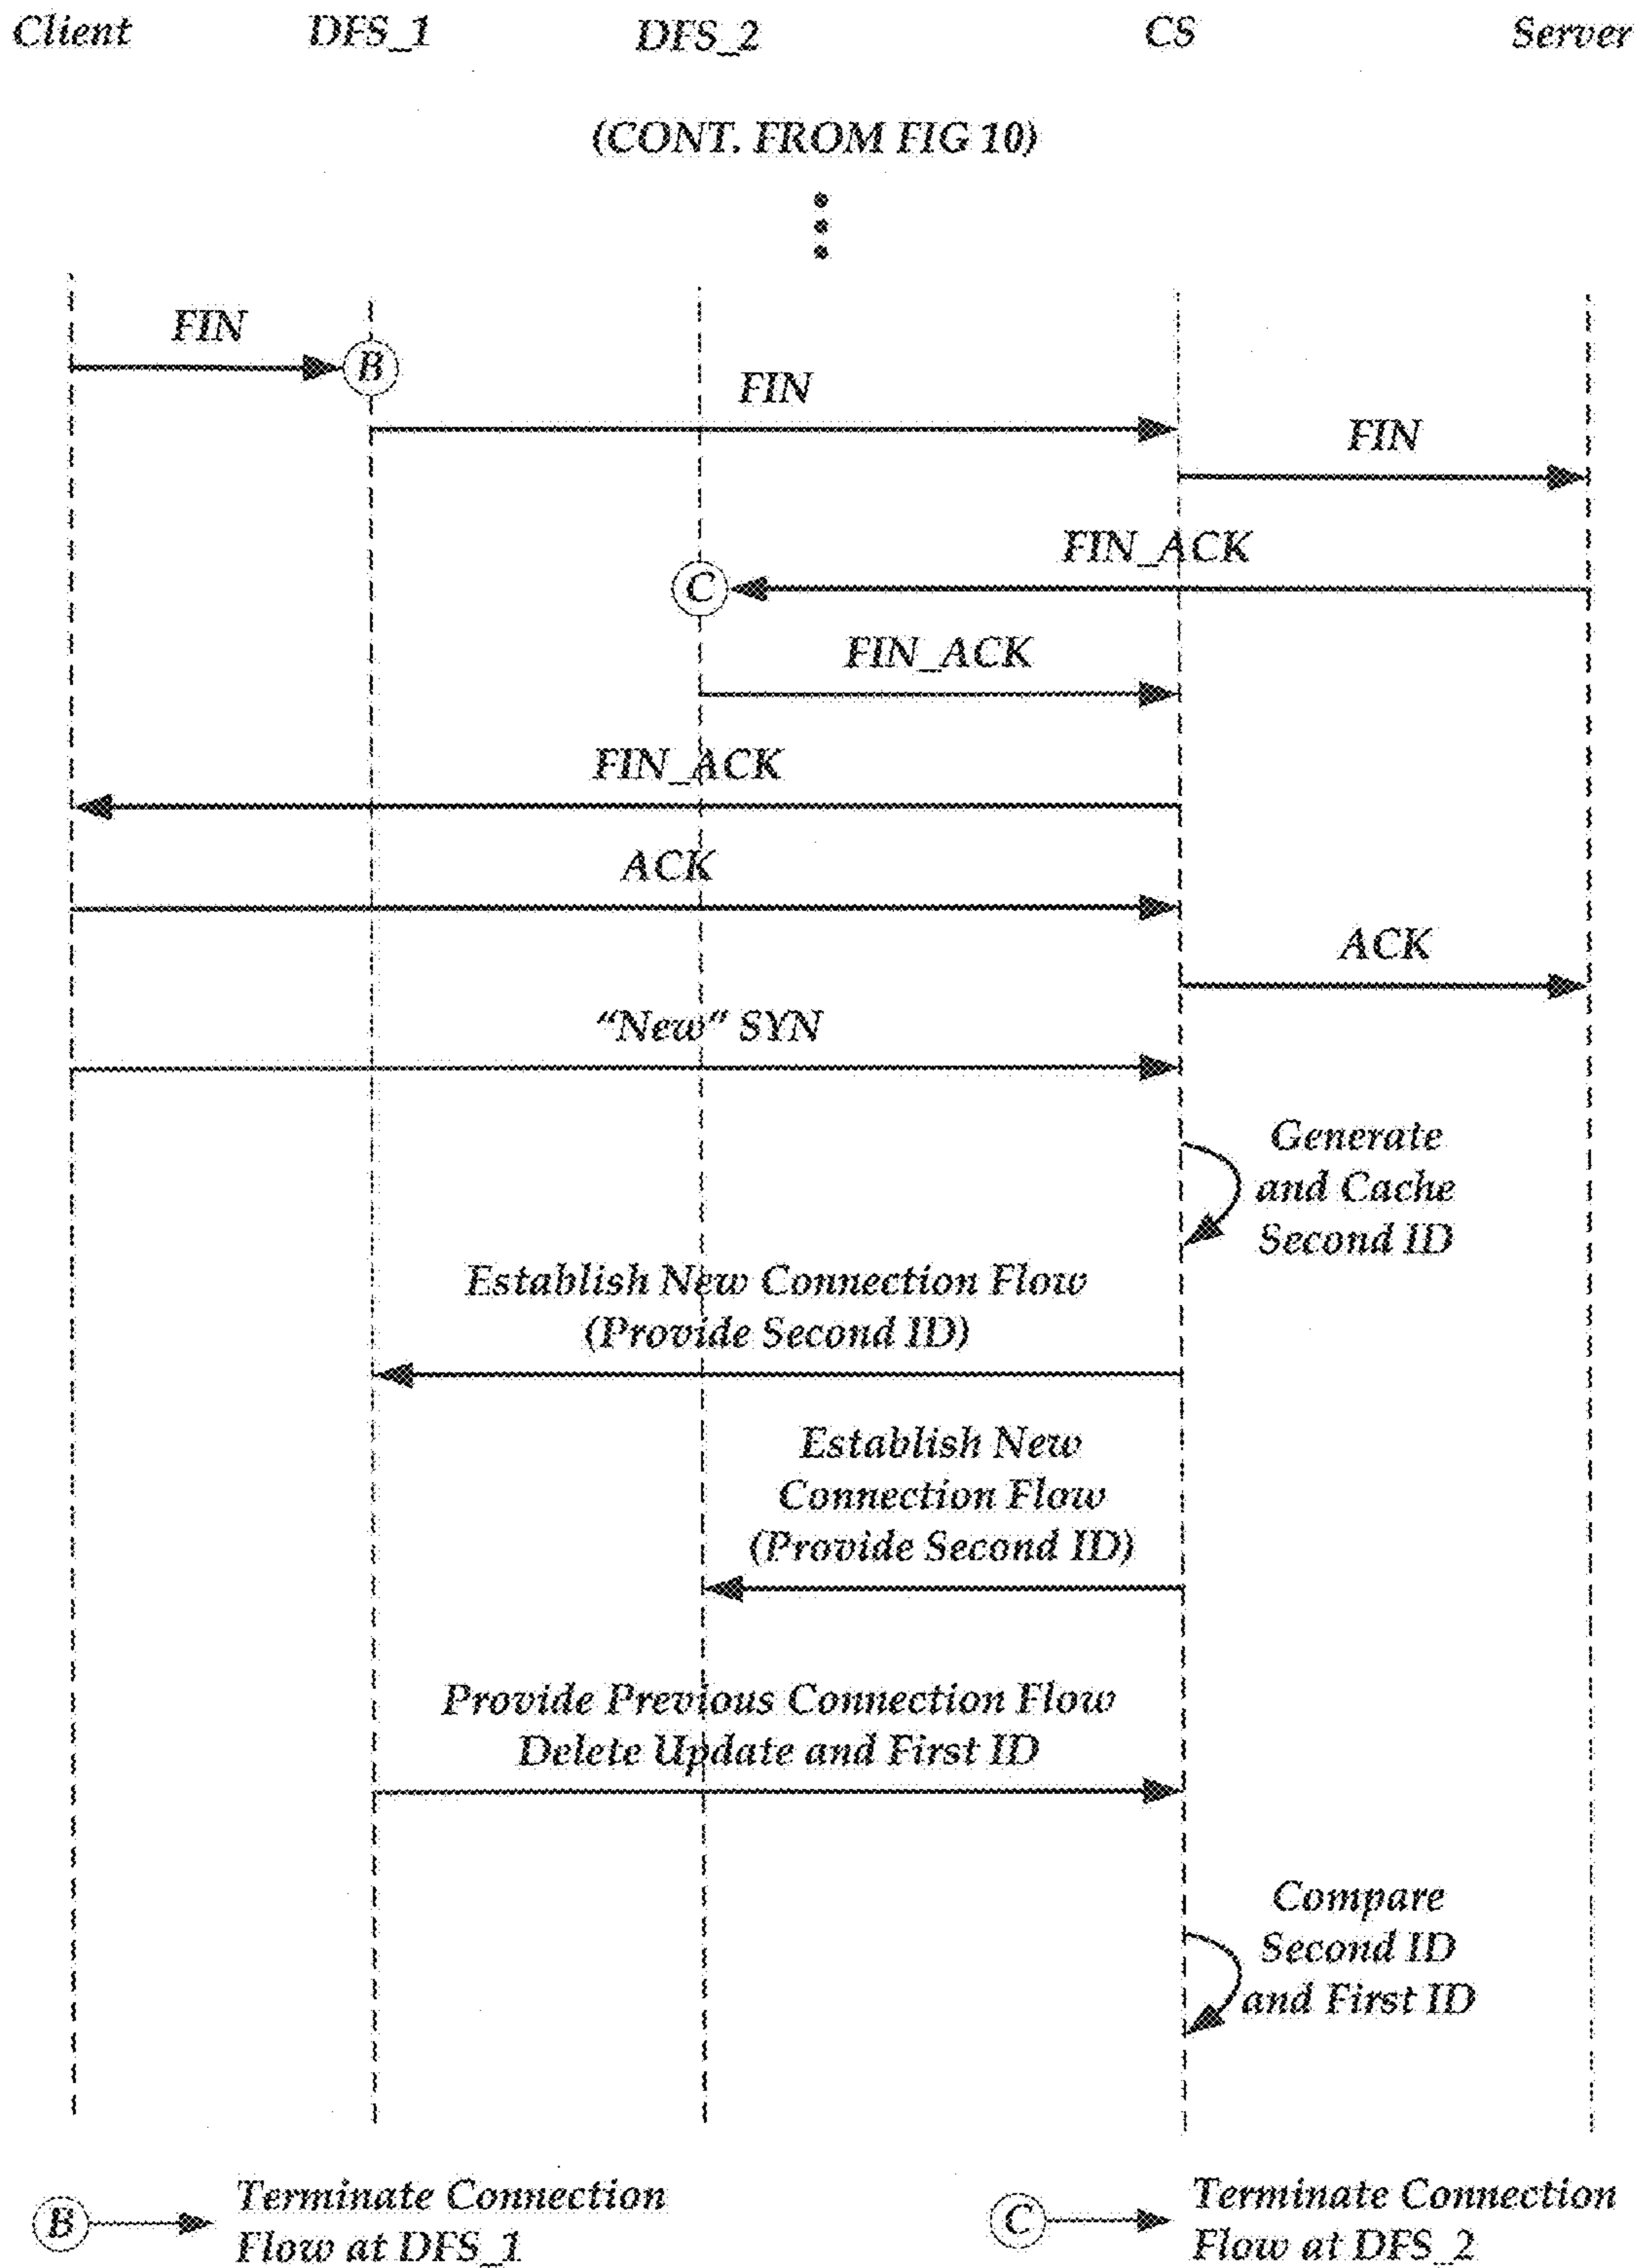 Client DFS_1 DFS_2 CS Server
(CONT. FROM FIG 10)
FIN
B
FIN
FIN
FIN_ACK
C
FIN_ACK
FIN_ACK
ACK
ACK
"New" SYN
Generate
and Cache
Second ID
Establish New Connection Flow
(Provide Second ID)
Establish New
Connection Flow
(Provide Second ID)
Provide Previous Connection Flow
Delete Update and First ID
Compare
Second ID
and First ID
B Terminate Connection
Flow at DFS_1
C Terminate Connection
Flow at DFS_2